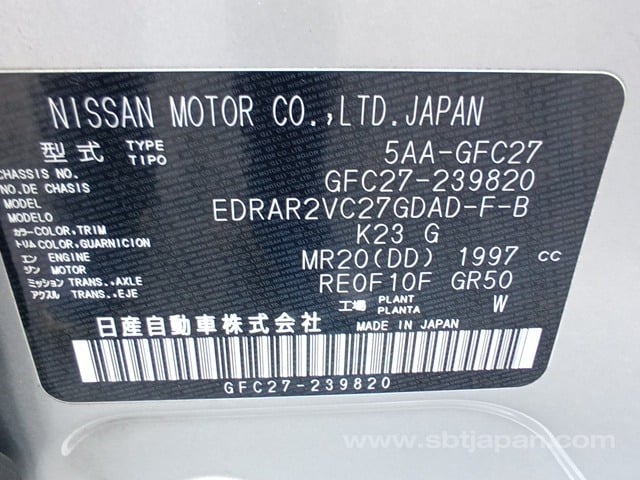 NISSAN MOTOR CO.,LTD.JAPAN
型式 TYPE TIPO 5AA-GFC27
CHASSIS NO. NO.DE CHASIS GFC27-239820
MODEL MODELO EDRAR2VC27GDAD-F-B
カラー COLOR,TRIM トリム COLOR,GUARNICION K23 G
エンジン ENGINE MOTOR MR20(DD) 1997 cc
ミッション TRANS.,AXLE アクスル TRANS..,EJE RE0F10F GR50
工場 PLANT PLANTA W
日産自動車株式会社 MADE IN JAPAN
GFC27-239820
www.sbtjapan.com